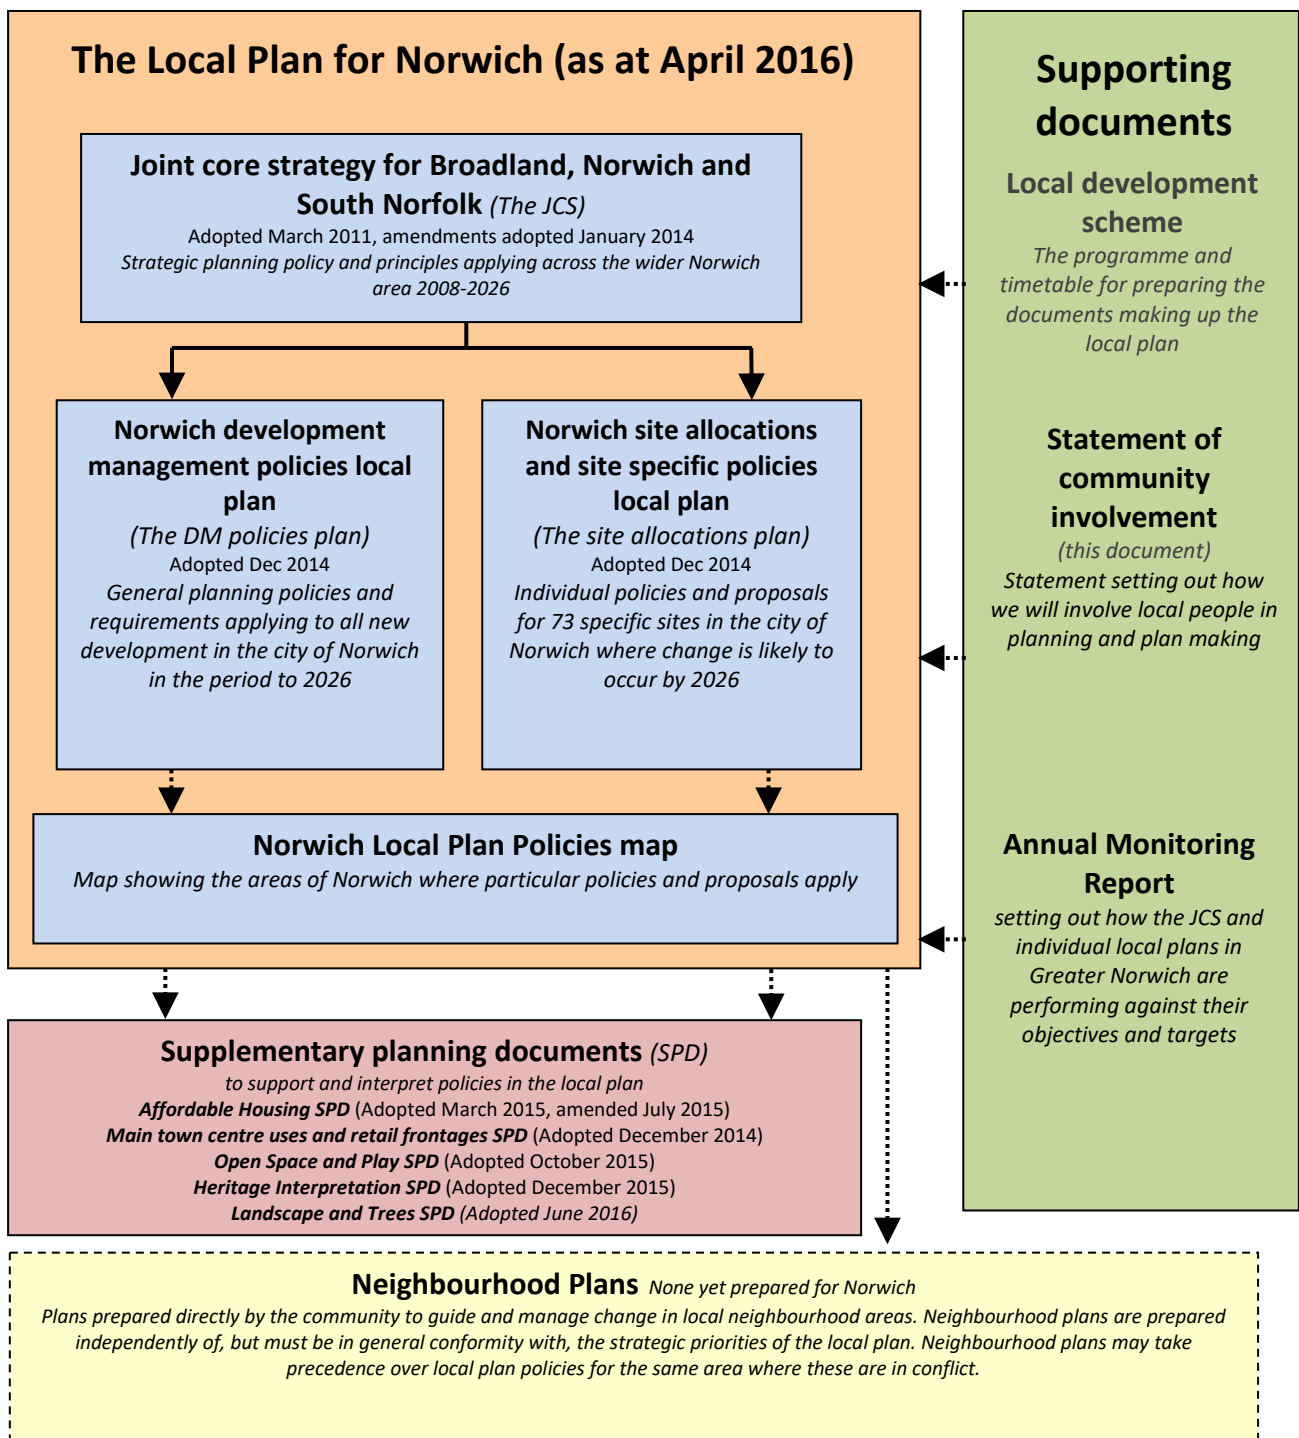 The Local Plan for Norwich (as at April 2016)
Joint core strategy for Broadland, Norwich and
South Norfolk (The JCS)
Adopted March 2011, amendments adopted January 2014
Strategic planning policy and principles applying across the wider Norwich
area 2008-2026
Norwich development
management policies local
plan
(The DM policies plan)
Adopted Dec 2014
General planning policies and
requirements applying to all new
development in the city of Norwich
in the period to 2026
Norwich site allocations
and site specific policies
local plan
(The site allocations plan)
Adopted Dec 2014
Individual policies and proposals
for 73 specific sites in the city of
Norwich where change is likely to
occur by 2026
Norwich Local Plan Policies map
Map showing the areas of Norwich where particular policies and proposals apply
Supporting
documents
Local development
scheme
The programme and
timetable for preparing the
documents making up the
local plan
Statement of
community
involvement
(this document)
Statement setting out how
we will involve local people in
planning and plan making
Annual Monitoring
Report
setting out how the JCS and
individual local plans in
Greater Norwich are
performing against their
objectives and targets
Supplementary planning documents (SPD)
to support and interpret policies in the local plan
Affordable Housing SPD (Adopted March 2015, amended July 2015)
Main town centre uses and retail frontages SPD (Adopted December 2014)
Open Space and Play SPD (Adopted October 2015)
Heritage Interpretation SPD (Adopted December 2015)
Landscape and Trees SPD (Adopted June 2016)
Neighbourhood Plans None yet prepared for Norwich
Plans prepared directly by the community to guide and manage change in local neighbourhood areas. Neighbourhood plans are prepared
independently of, but must be in general conformity with, the strategic priorities of the local plan. Neighbourhood plans may take
precedence over local plan policies for the same area where these are in conflict.